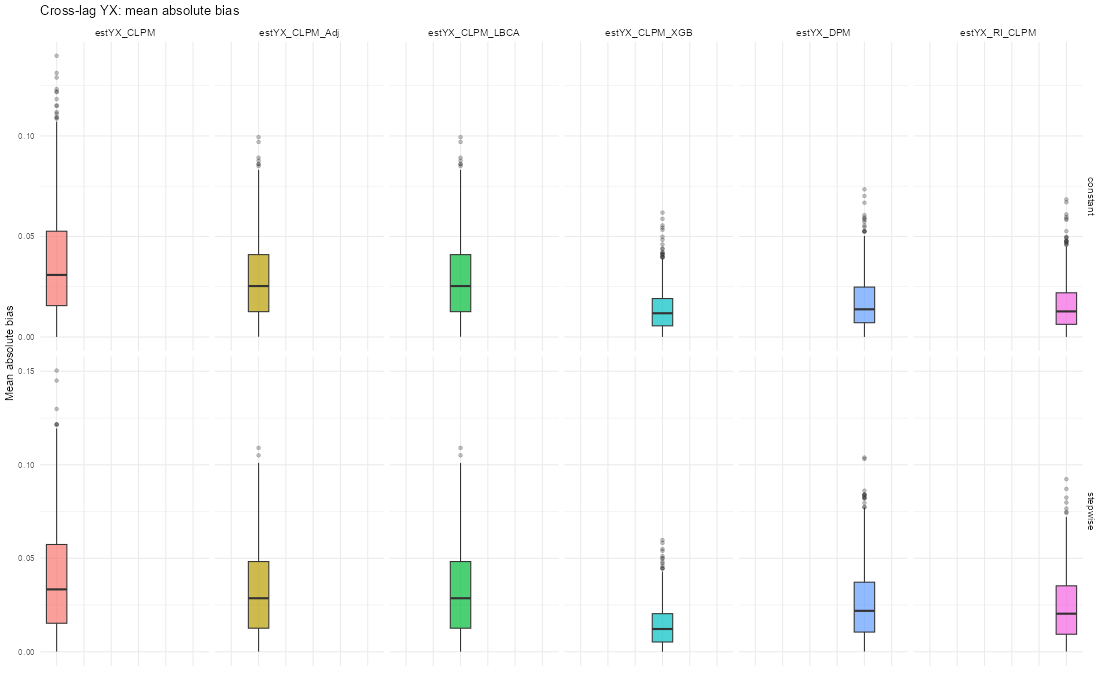 Cross-lag YX: mean absolute bias
estYX_CLPM
estYX_CLPM_Adj
estYX_CLPM_LBCA
estYX_CLPM_XGB
estYX_DPM
estYX_RI_CLPM
0.10
0.05
0.00
constant
Mean absolute bias
0.15
0.10
0.05
0.00
stepwise